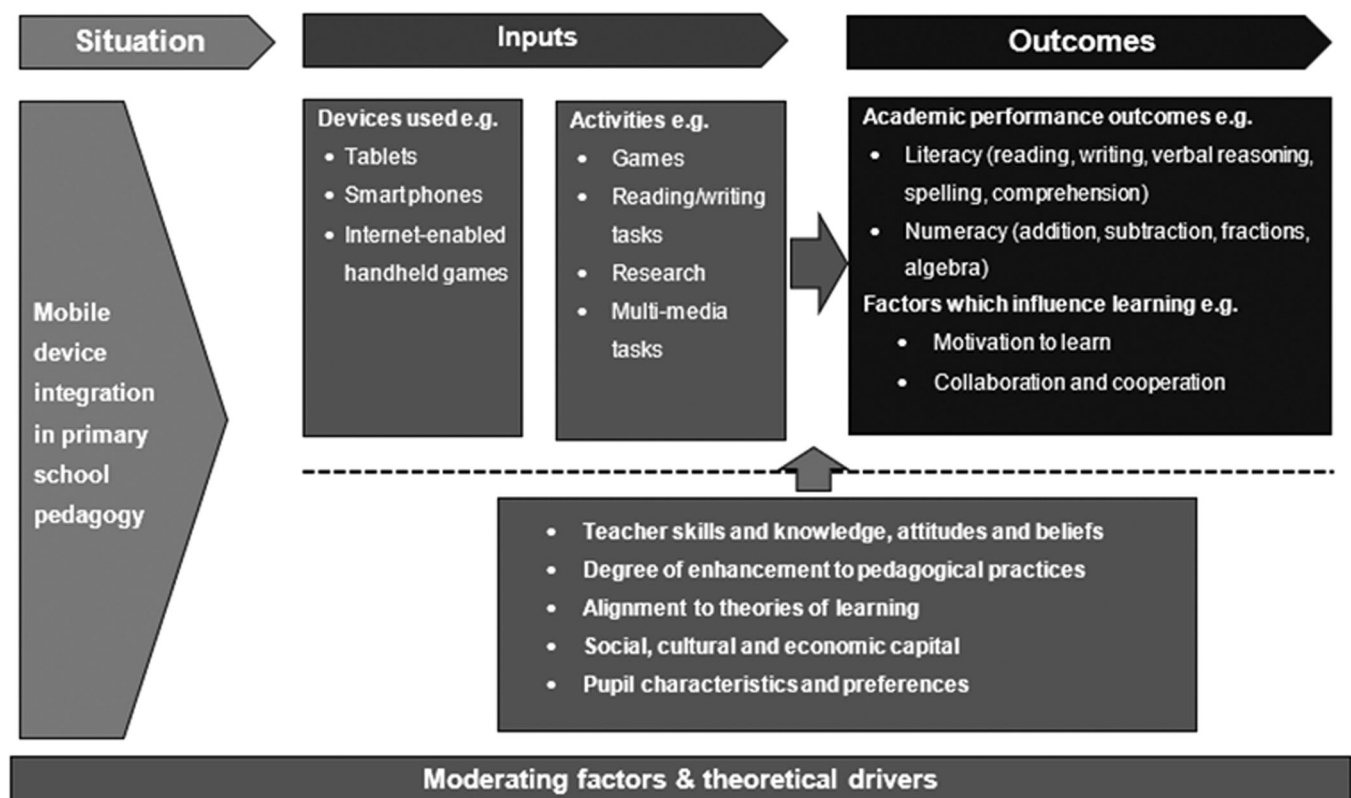 Situation
Inputs
Outcomes
Mobile
device
integration
in primary
school
pedagogy
Devices used e.g.
• Tablets
• Smart phones
• Internet-enabled
handheld games
Activities e.g.
• Games
• Reading/writing
tasks
• Research
• Multi-media
tasks
Academic performance outcomes e.g.
• Literacy (reading, writing, verbal reasoning,
spelling, comprehension)
• Numeracy (addition, subtraction, fractions,
algebra)
Factors which influence learning e.g.
• Motivation to learn
• Collaboration and cooperation
• Teacher skills and knowledge, attitudes and beliefs
• Degree of enhancement to pedagogical practices
• Alignment to theories of learning
• Social, cultural and economic capital
• Pupil characteristics and preferences
Moderating factors & theoretical drivers